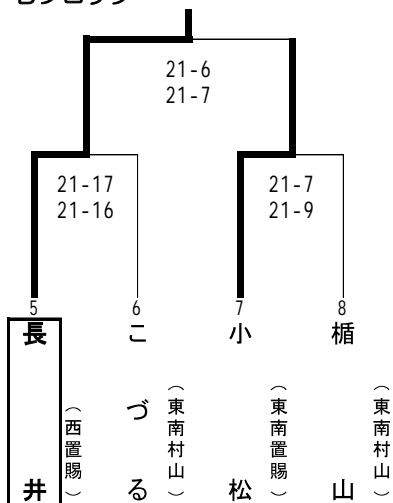 21-6
21-7
21-17
21-16
21-7
21-9
5
6
7
8
長井
（西置賜）
こづる
（東南村山）
小松
（東南置賜）
楯山
（東南村山）